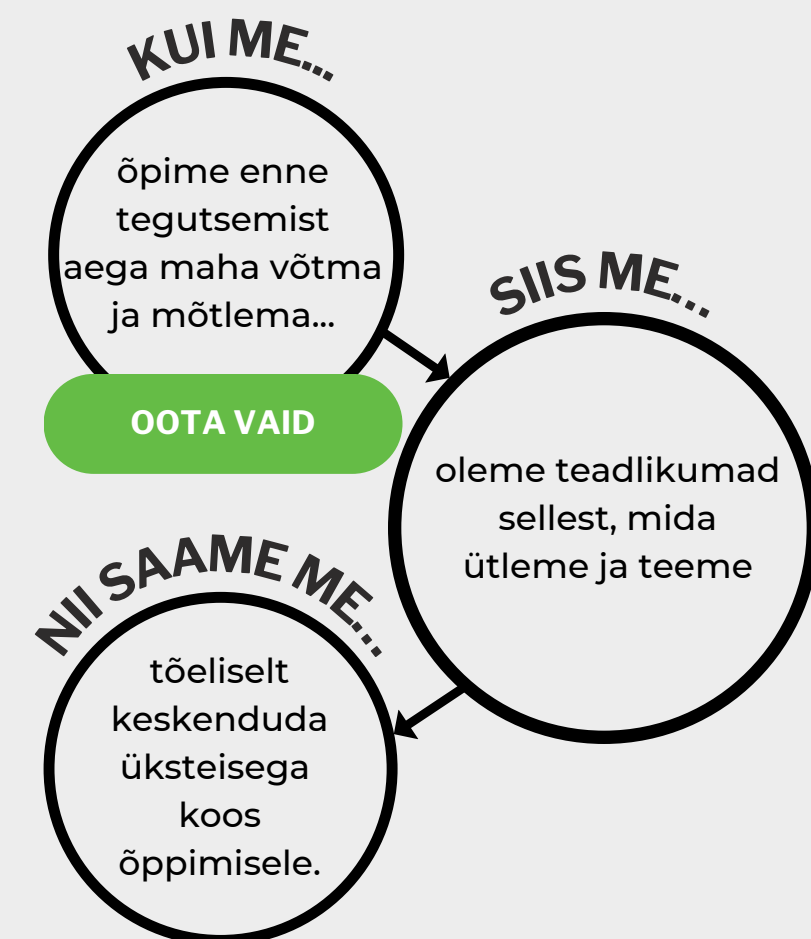 KUI ME...
õpime enne
tegutsemist
aega maha võtma
ja mõtlema...
OOTA VAID
SIIS ME...
oleme teadlikumad
sellest, mida
ütleme ja teeme
NII SAAME ME...
tõeliselt
keskenduda
üksteisega
koos
õppimisele.